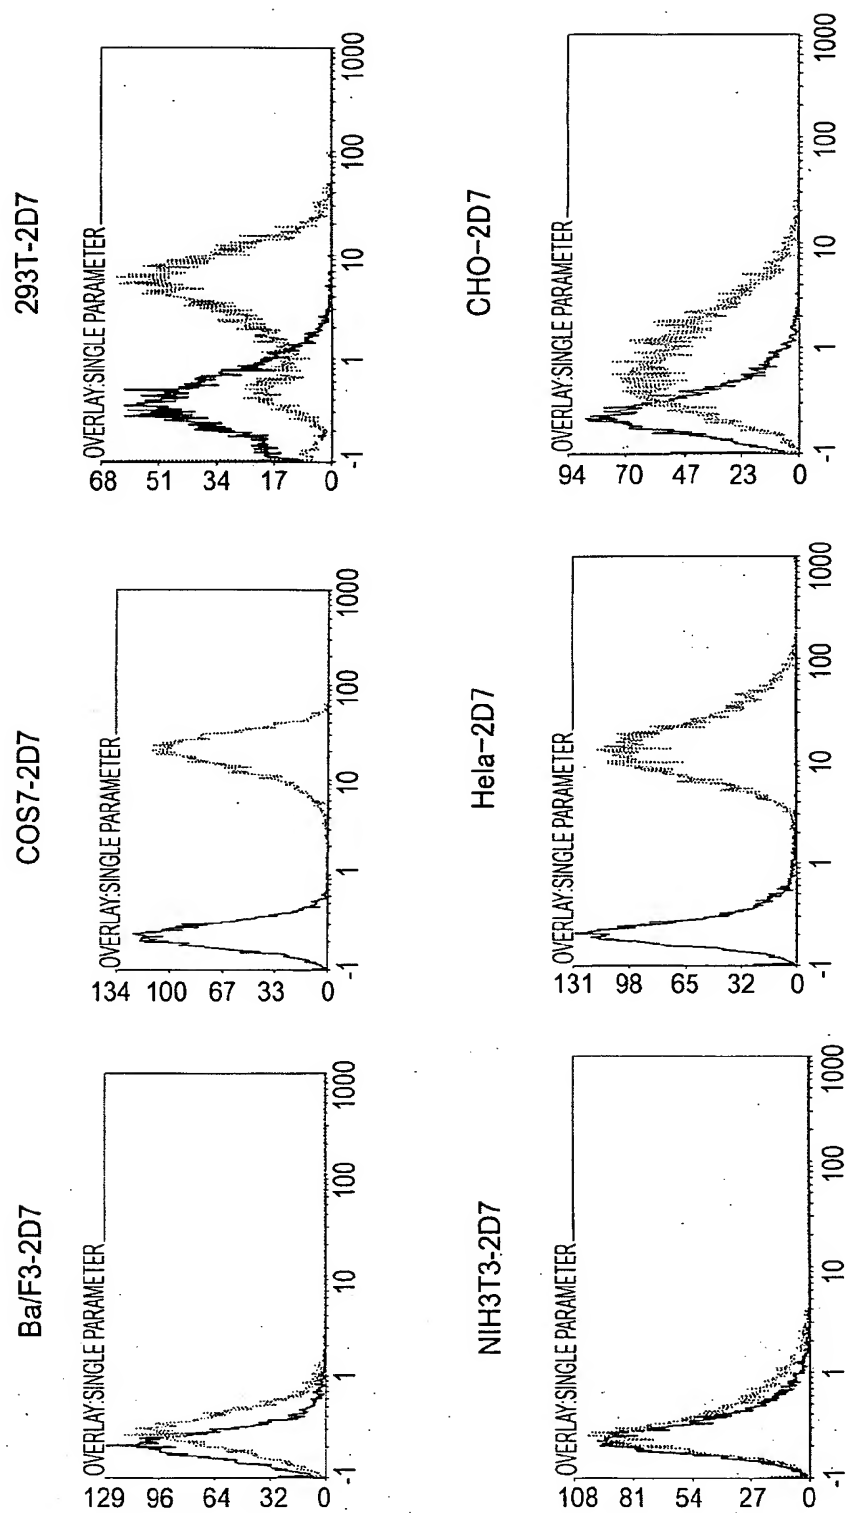 Ba/F3-2D7
OVERLAY:SINGLE PARAMETER
129
96
64
32
0
-1 1 10 100 1000
COS7-2D7
OVERLAY:SINGLE PARAMETER
134
100
67
33
0
-1 1 10 100 1000
293T-2D7
OVERLAY:SINGLE PARAMETER
68
51
34
17
0
-1 1 10 100 1000
NIH3T3-2D7
OVERLAY:SINGLE PARAMETER
108
81
54
27
0
-1 1 10 100 1000
Hela-2D7
OVERLAY:SINGLE PARAMETER
131
98
65
32
0
-1 1 10 100 1000
CHO-2D7
OVERLAY:SINGLE PARAMETER
94
70
47
23
0
-1 1 10 100 1000